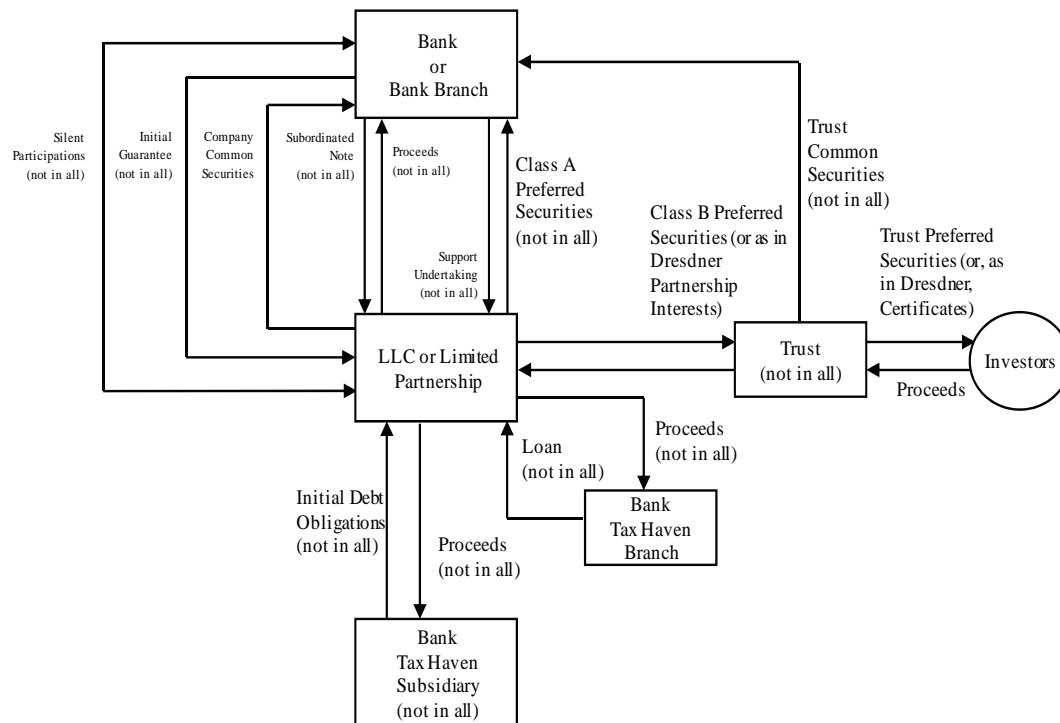 Bank
or
Bank Branch
Silent
Participations
(not in all)
Initial
Guarantee
(not in all)
Company
Common
Securities
Subordinated
Note
(not in all)
Proceeds
(not in all)
Support
Undertaking
(not in all)
Class A
Preferred
Securities
(not in all)
Trust
Common
Securities
(not in all)
Class B Preferred
Securities (or as in
Dresdner
Partnership
Interests)
Trust Preferred
Securities (or, as
in Dresdner,
Certificates)
LLC or Limited
Partnership
Trust
(not in all)
Investors
Proceeds
Loan
(not in all)
Proceeds
(not in all)
Initial Debt
Obligations
(not in all)
Proceeds
(not in all)
Bank
Tax Haven
Branch
Bank
Tax Haven
Subsidiary
(not in all)